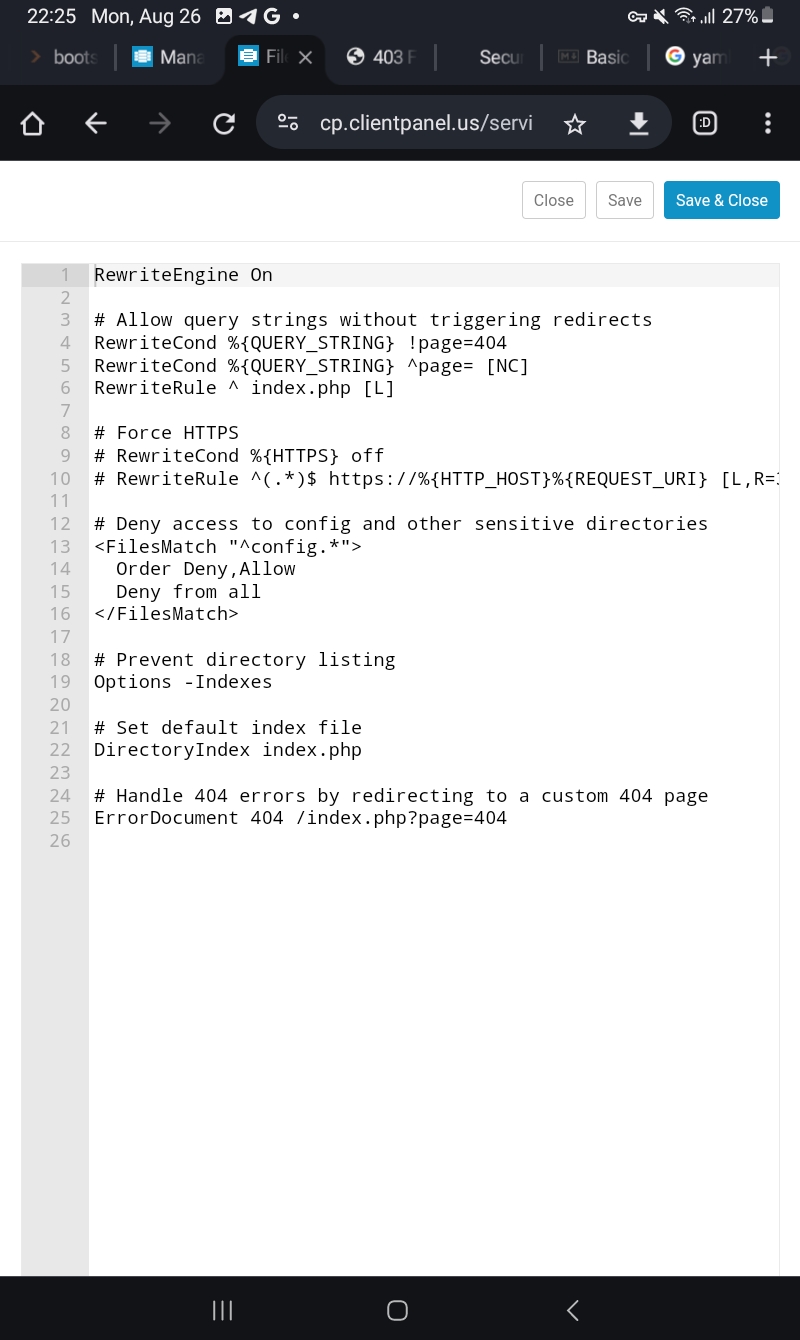 22:25 Mon, Aug 26 27%
boots Mana File 403 F Secur Basic yaml
cp.clientpanel.us/servi :D
Close Save Save & Close
1 RewriteEngine On
2
3 # Allow query strings without triggering redirects
4 RewriteCond %{QUERY_STRING} !page=404
5 RewriteCond %{QUERY_STRING} ^page= [NC]
6 RewriteRule ^ index.php [L]
7
8 # Force HTTPS
9 # RewriteCond %{HTTPS} off
10 # RewriteRule ^(.*)$ https://%{HTTP_HOST}%{REQUEST_URI} [L,R=
11
12 # Deny access to config and other sensitive directories
13 <FilesMatch "^config.*">
14 Order Deny,Allow
15 Deny from all
16 </FilesMatch>
17
18 # Prevent directory listing
19 Options -Indexes
20
21 # Set default index file
22 DirectoryIndex index.php
23
24 # Handle 404 errors by redirecting to a custom 404 page
25 ErrorDocument 404 /index.php?page=404
26